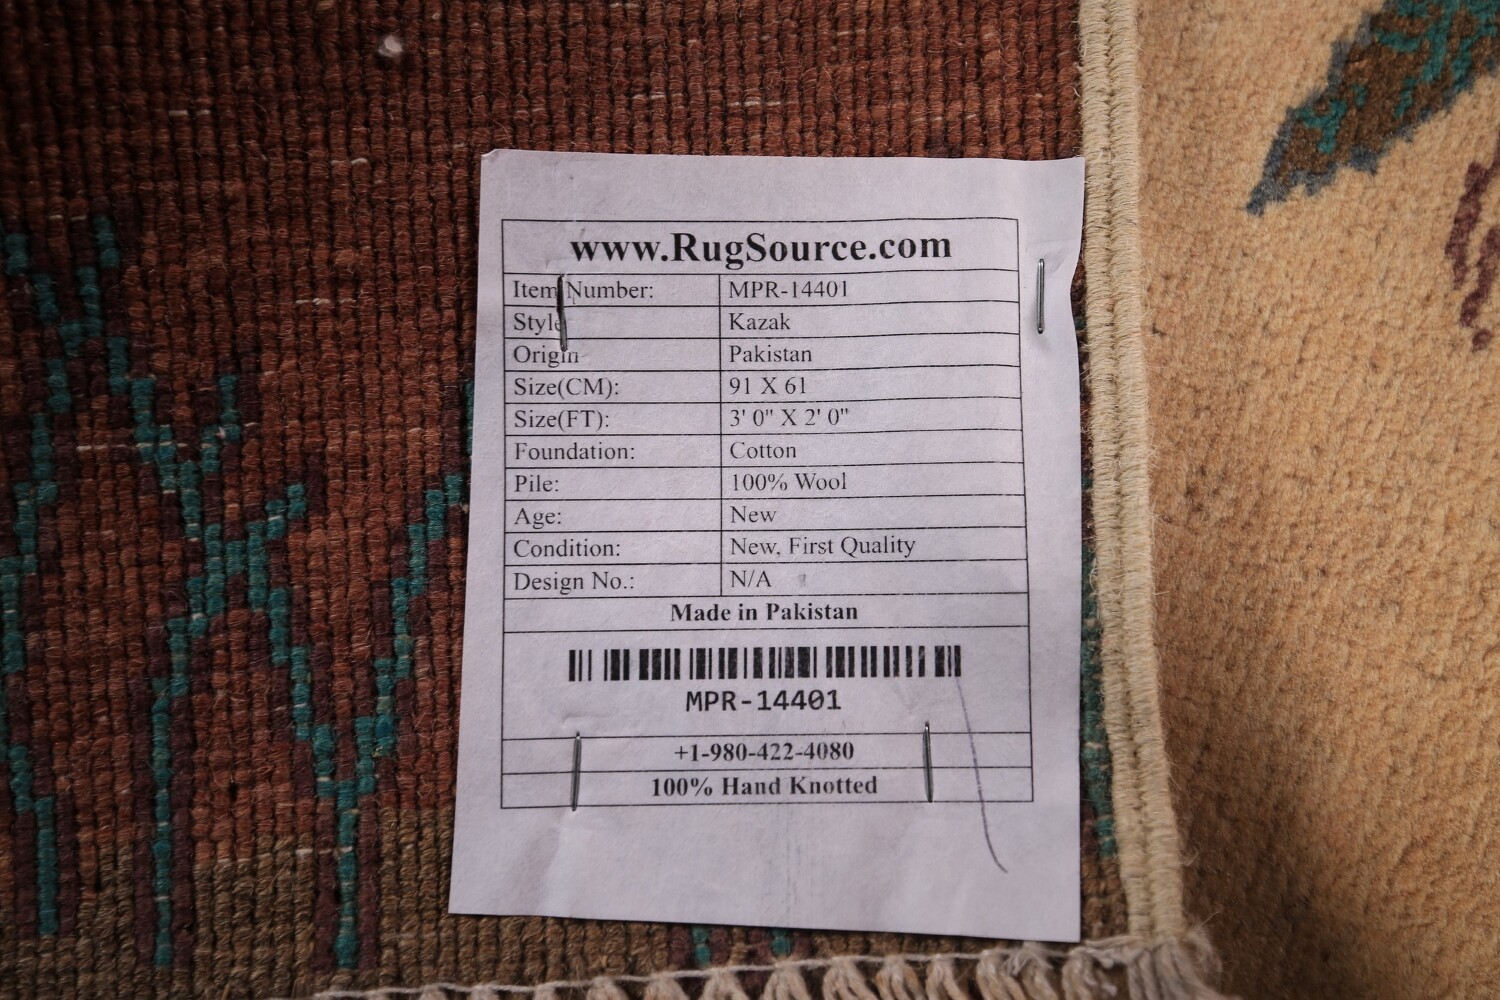 www.RugSource.com
Item Number: MPR-14401
Style Kazak
Origin Pakistan
Size(CM): 91 X 61
Size(FT): 3' 0" X 2' 0"
Foundation: Cotton
Pile: 100% Wool
Age: New
Condition: New, First Quality
Design No.: N/A
Made in Pakistan
MPR-14401
+1-980-422-4080
100% Hand Knotted